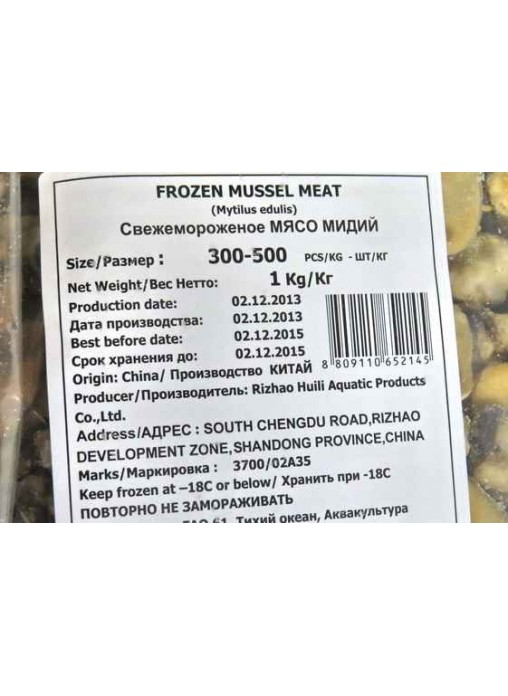 FROZEN MUSSEL MEAT
(Mytilus edulis)
Свежемороженое МЯСО МИДИЙ
Size/Размер : 300-500 PCS/KG - ШТ/КГ
Net Weight/Вес Нетто: 1 Kg/Кг
Production date: 02.12.2013
Дата производства: 02.12.2013
Best before date: 02.12.2015
Срок хранения до: 02.12.2015
8 809110 652145
Origin: China/ Производство КИТАЙ
Producer/Производитель: Rizhao Huili Aquatic Products
Co.,Ltd.
Address/АДРЕС : SOUTH CHENGDU ROAD,RIZHAO
DEVELOPMENT ZONE,SHANDONG PROVINCE,CHINA
Marks/Маркировка : 3700/02A35
Keep frozen at –18C or below/ Хранить при -18C
ПОВТОРНО НЕ ЗАМОРАЖИВАТЬ
61, Тихий океан, Аквакультура